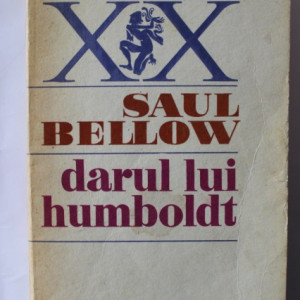 XX
SAUL
BELLOW
darul lui
humboldt